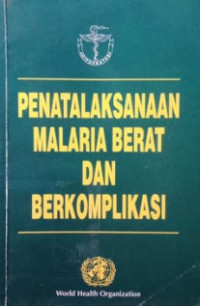 PENATALAKSANAAN
MALARIA BERAT
DAN
BERKOMPLIKASI
World Health Organization